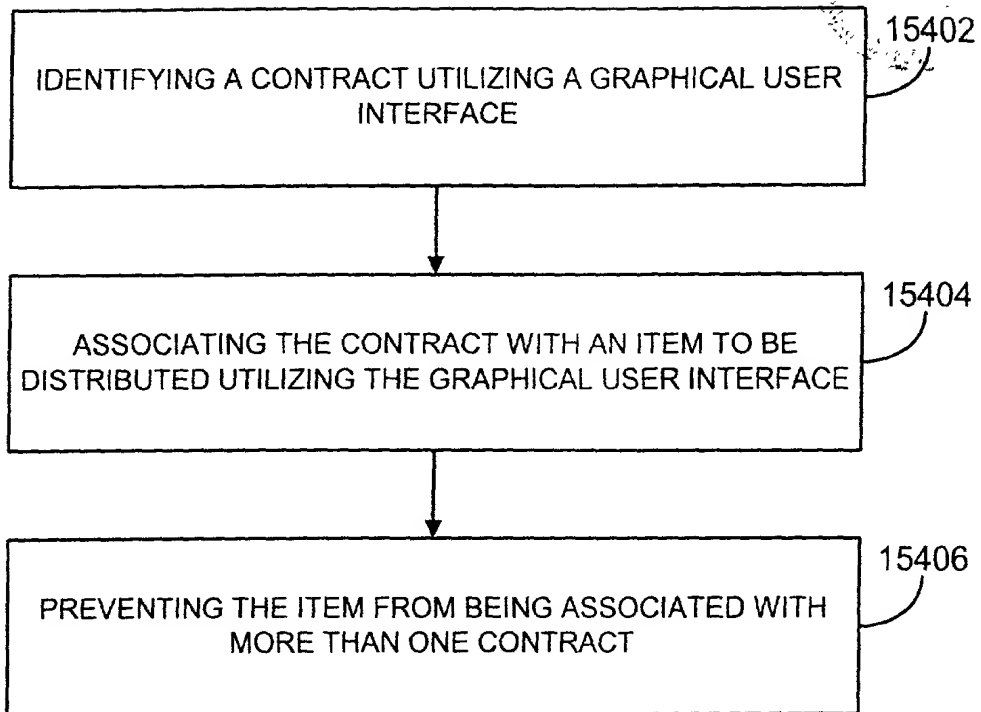 15402
IDENTIFYING A CONTRACT UTILIZING A GRAPHICAL USER
INTERFACE
15404
ASSOCIATING THE CONTRACT WITH AN ITEM TO BE
DISTRIBUTED UTILIZING THE GRAPHICAL USER INTERFACE
15406
PREVENTING THE ITEM FROM BEING ASSOCIATED WITH
MORE THAN ONE CONTRACT